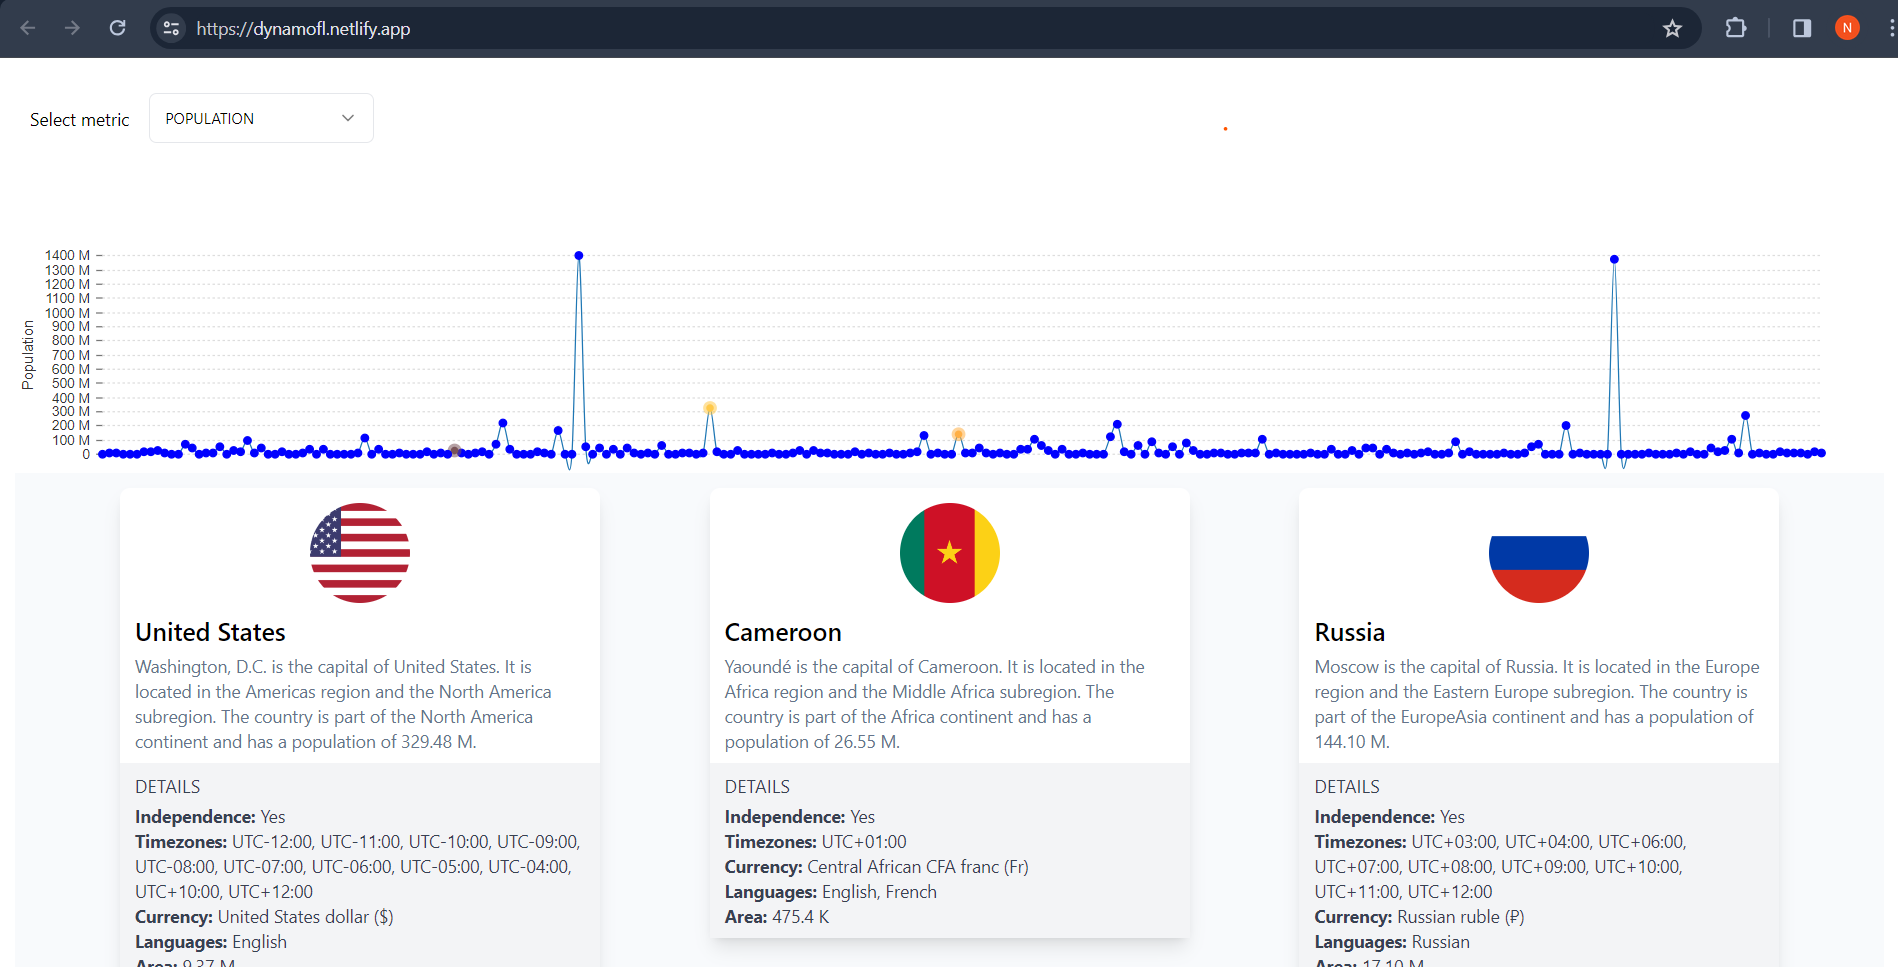 https://dynamofl.netlify.app
N
Select metric
POPULATION
Population
1400 M
1300 M
1200 M
1100 M
1000 M
900 M
800 M
700 M
600 M
500 M
400 M
300 M
200 M
100 M
0
United States
Washington, D.C. is the capital of United States. It is
located in the Americas region and the North America
subregion. The country is part of the North America
continent and has a population of 329.48 M.
DETAILS
Independence: Yes
Timezones: UTC-12:00, UTC-11:00, UTC-10:00, UTC-09:00,
UTC-08:00, UTC-07:00, UTC-06:00, UTC-05:00, UTC-04:00,
UTC+10:00, UTC+12:00
Currency: United States dollar ($)
Languages: English
Area: 9.37 M
Cameroon
Yaoundé is the capital of Cameroon. It is located in the
Africa region and the Middle Africa subregion. The
country is part of the Africa continent and has a
population of 26.55 M.
DETAILS
Independence: Yes
Timezones: UTC+01:00
Currency: Central African CFA franc (Fr)
Languages: English, French
Area: 475.4 K
Russia
Moscow is the capital of Russia. It is located in the Europe
region and the Eastern Europe subregion. The country is
part of the EuropeAsia continent and has a population of
144.10 M.
DETAILS
Independence: Yes
Timezones: UTC+03:00, UTC+04:00, UTC+06:00,
UTC+07:00, UTC+08:00, UTC+09:00, UTC+10:00,
UTC+11:00, UTC+12:00
Currency: Russian ruble (₽)
Languages: Russian
Area: 17.10 M